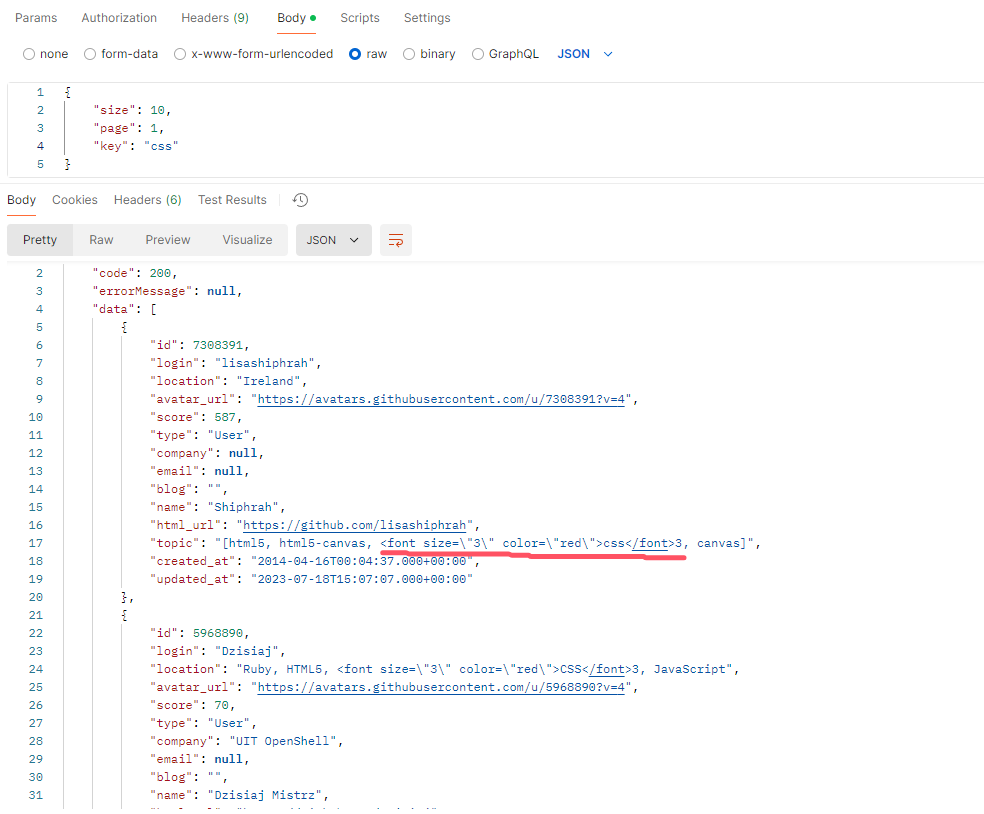 Params Authorization Headers (9) Body Scripts Settings
none form-data x-www-form-urlencoded raw binary GraphQL JSON
1 {
2 "size": 10,
3 "page": 1,
4 "key": "css"
5 }
Body Cookies Headers (6) Test Results
Pretty Raw Preview Visualize JSON
2 "code": 200,
3 "errorMessage": null,
4 "data": [
5 {
6 "id": 7308391,
7 "login": "lisashiphrah",
8 "location": "Ireland",
9 "avatar_url": "https://avatars.githubusercontent.com/u/7308391?v=4",
10 "score": 587,
11 "type": "User",
12 "company": null,
13 "email": null,
14 "blog": "",
15 "name": "Shiphrah",
16 "html_url": "https://github.com/lisashiphrah",
17 "topic": "[html5, html5-canvas, <font size=\"3\" color=\"red\">css</font>3, canvas]",
18 "created_at": "2014-04-16T00:04:37.000+00:00",
19 "updated_at": "2023-07-18T15:07:07.000+00:00"
20 },
21 {
22 "id": 5968890,
23 "login": "Dzisiaj",
24 "location": "Ruby, HTML5, <font size=\"3\" color=\"red\">CSS</font>3, JavaScript",
25 "avatar_url": "https://avatars.githubusercontent.com/u/5968890?v=4",
26 "score": 70,
27 "type": "User",
28 "company": "UIT OpenShell",
29 "email": null,
30 "blog": "",
31 "name": "Dzisiaj Mistrz",